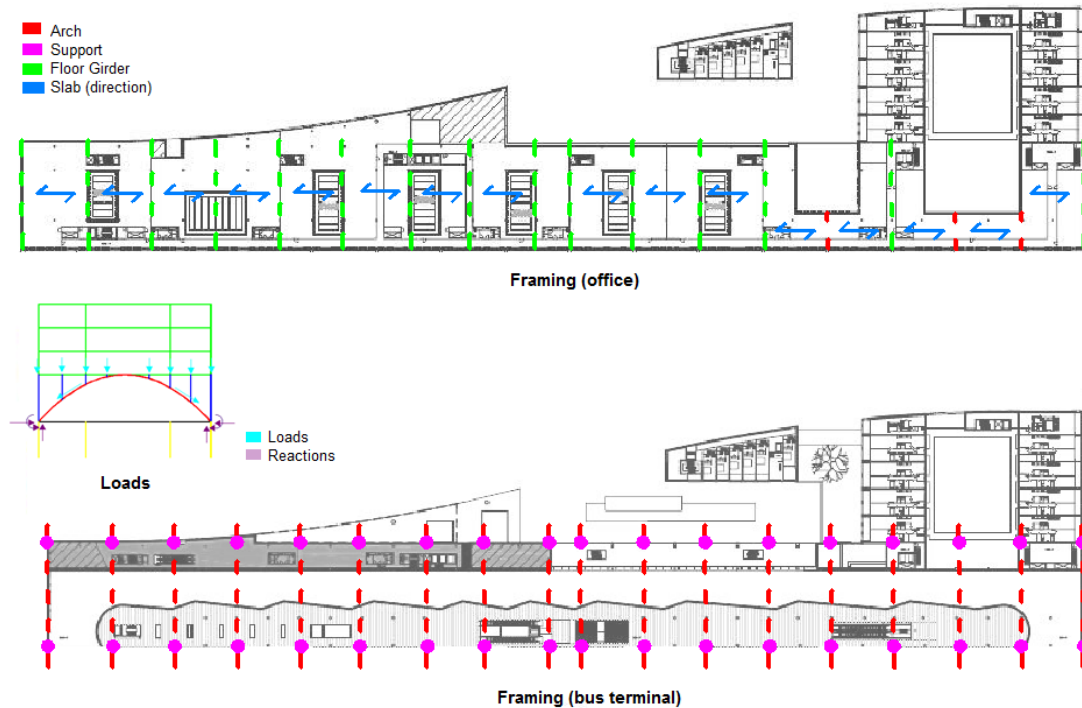 Arch
Support
Floor Girder
Slab (direction)
Framing (office)
Loads
Reactions
Loads
Framing (bus terminal)